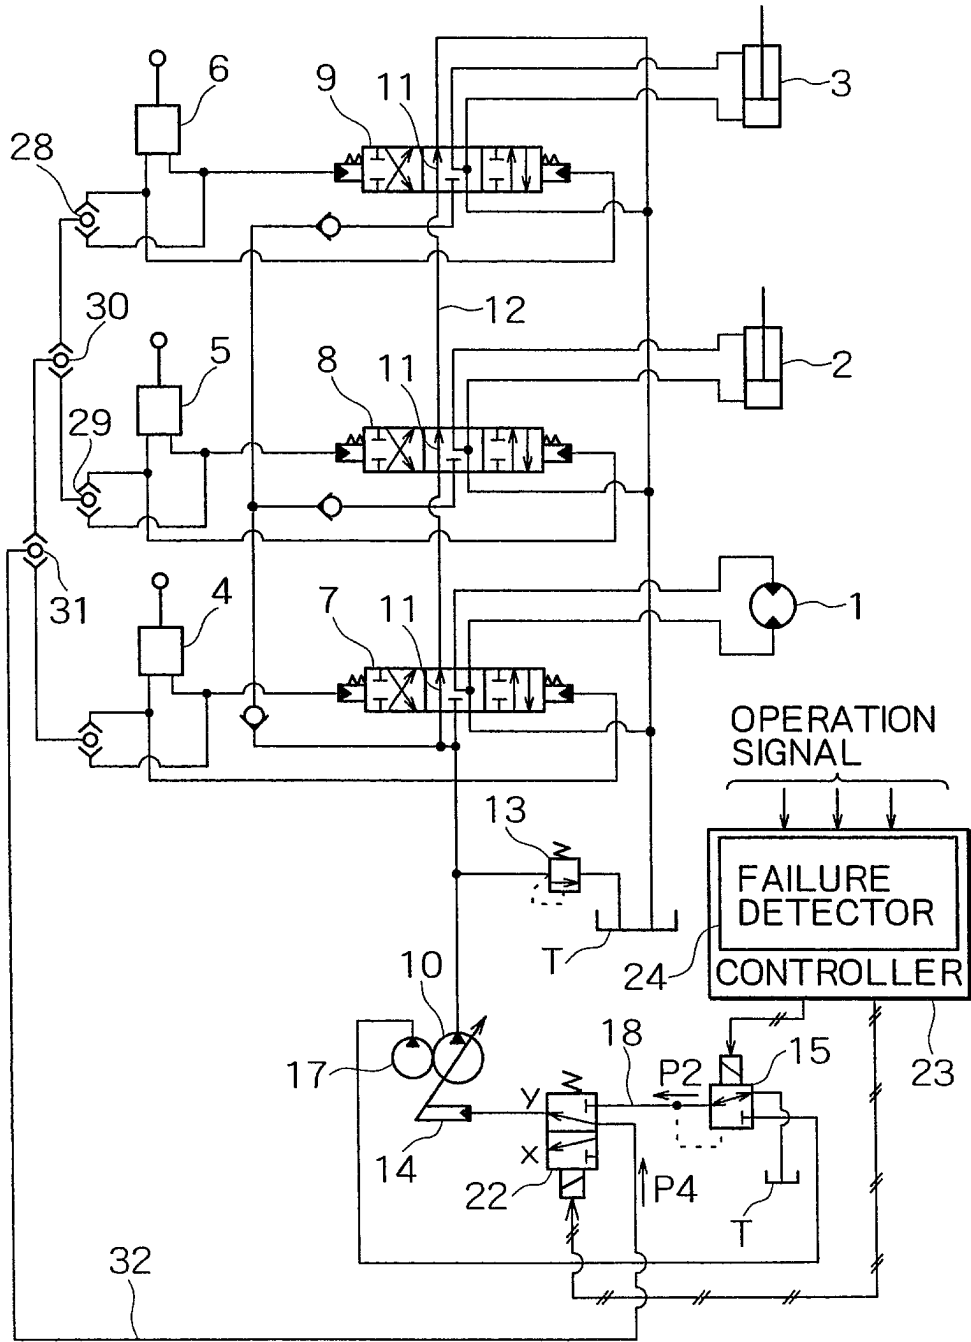 6
9
11
3
28
12
30
5
8
11
2
29
31
4
7
11
1
OPERATION
SIGNAL
13
FAILURE
DETECTOR
T
24
CONTROLLER
10
18
15
23
17
P2
y
x
14
22
P4
T
32